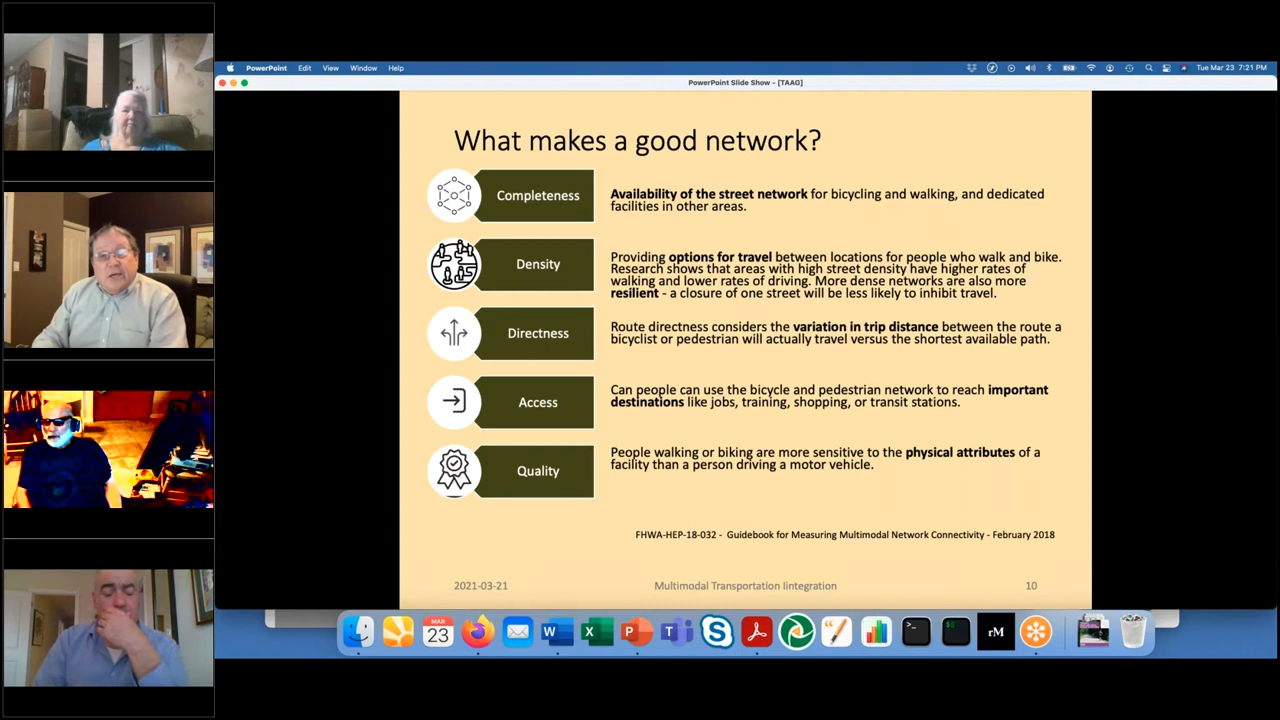 PowerPoint Edit View Window Help
Tue Mar 23 7:21 PM
PowerPoint Slide Show - [TAAG]
What makes a good network?
Completeness
Availability of the street network for bicycling and walking, and dedicated
facilities in other areas.
Density
Providing options for travel between locations for people who walk and bike.
Research shows that areas with high street density have higher rates of
walking and lower rates of driving. More dense networks are also more
resilient - a closure of one street will be less likely to inhibit travel.
Directness
Route directness considers the variation in trip distance between the route a
bicyclist or pedestrian will actually travel versus the shortest available path.
Access
Can people can use the bicycle and pedestrian network to reach important
destinations like jobs, training, shopping, or transit stations.
Quality
People walking or biking are more sensitive to the physical attributes of a
facility than a person driving a motor vehicle.
FHWA-HEP-18-032 - Guidebook for Measuring Multimodal Network Connectivity - February 2018
2021-03-21 Multimodal Transportation Iintegration 10
MAR
23
W X P T S
rM